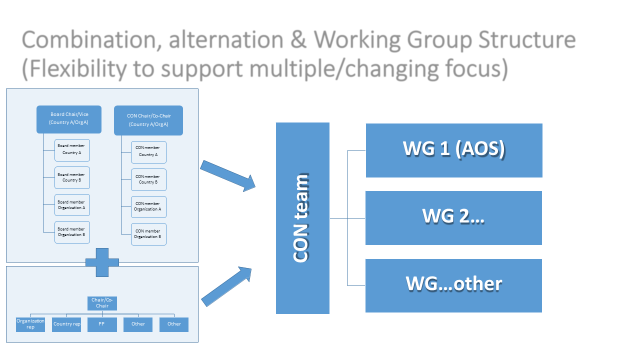 Combination, alternation & Working Group Structure
(Flexibility to support multiple/changing focus)
Board Chair/Vice
(Country A/Org A)
CON Chair/Co-Chair
(Country A/Org A)
Board member
Country A
CON member
Country A
Board member
Country B
CON member
Country B
Board member
Organization A
CON member
Organization A
Board member
Organization B
CON member
Organization B
Chair/Co-
Chair
Organization
rep
Country rep
PP
Other
Other
CON team
WG 1 (AOS)
WG 2...
WG...other